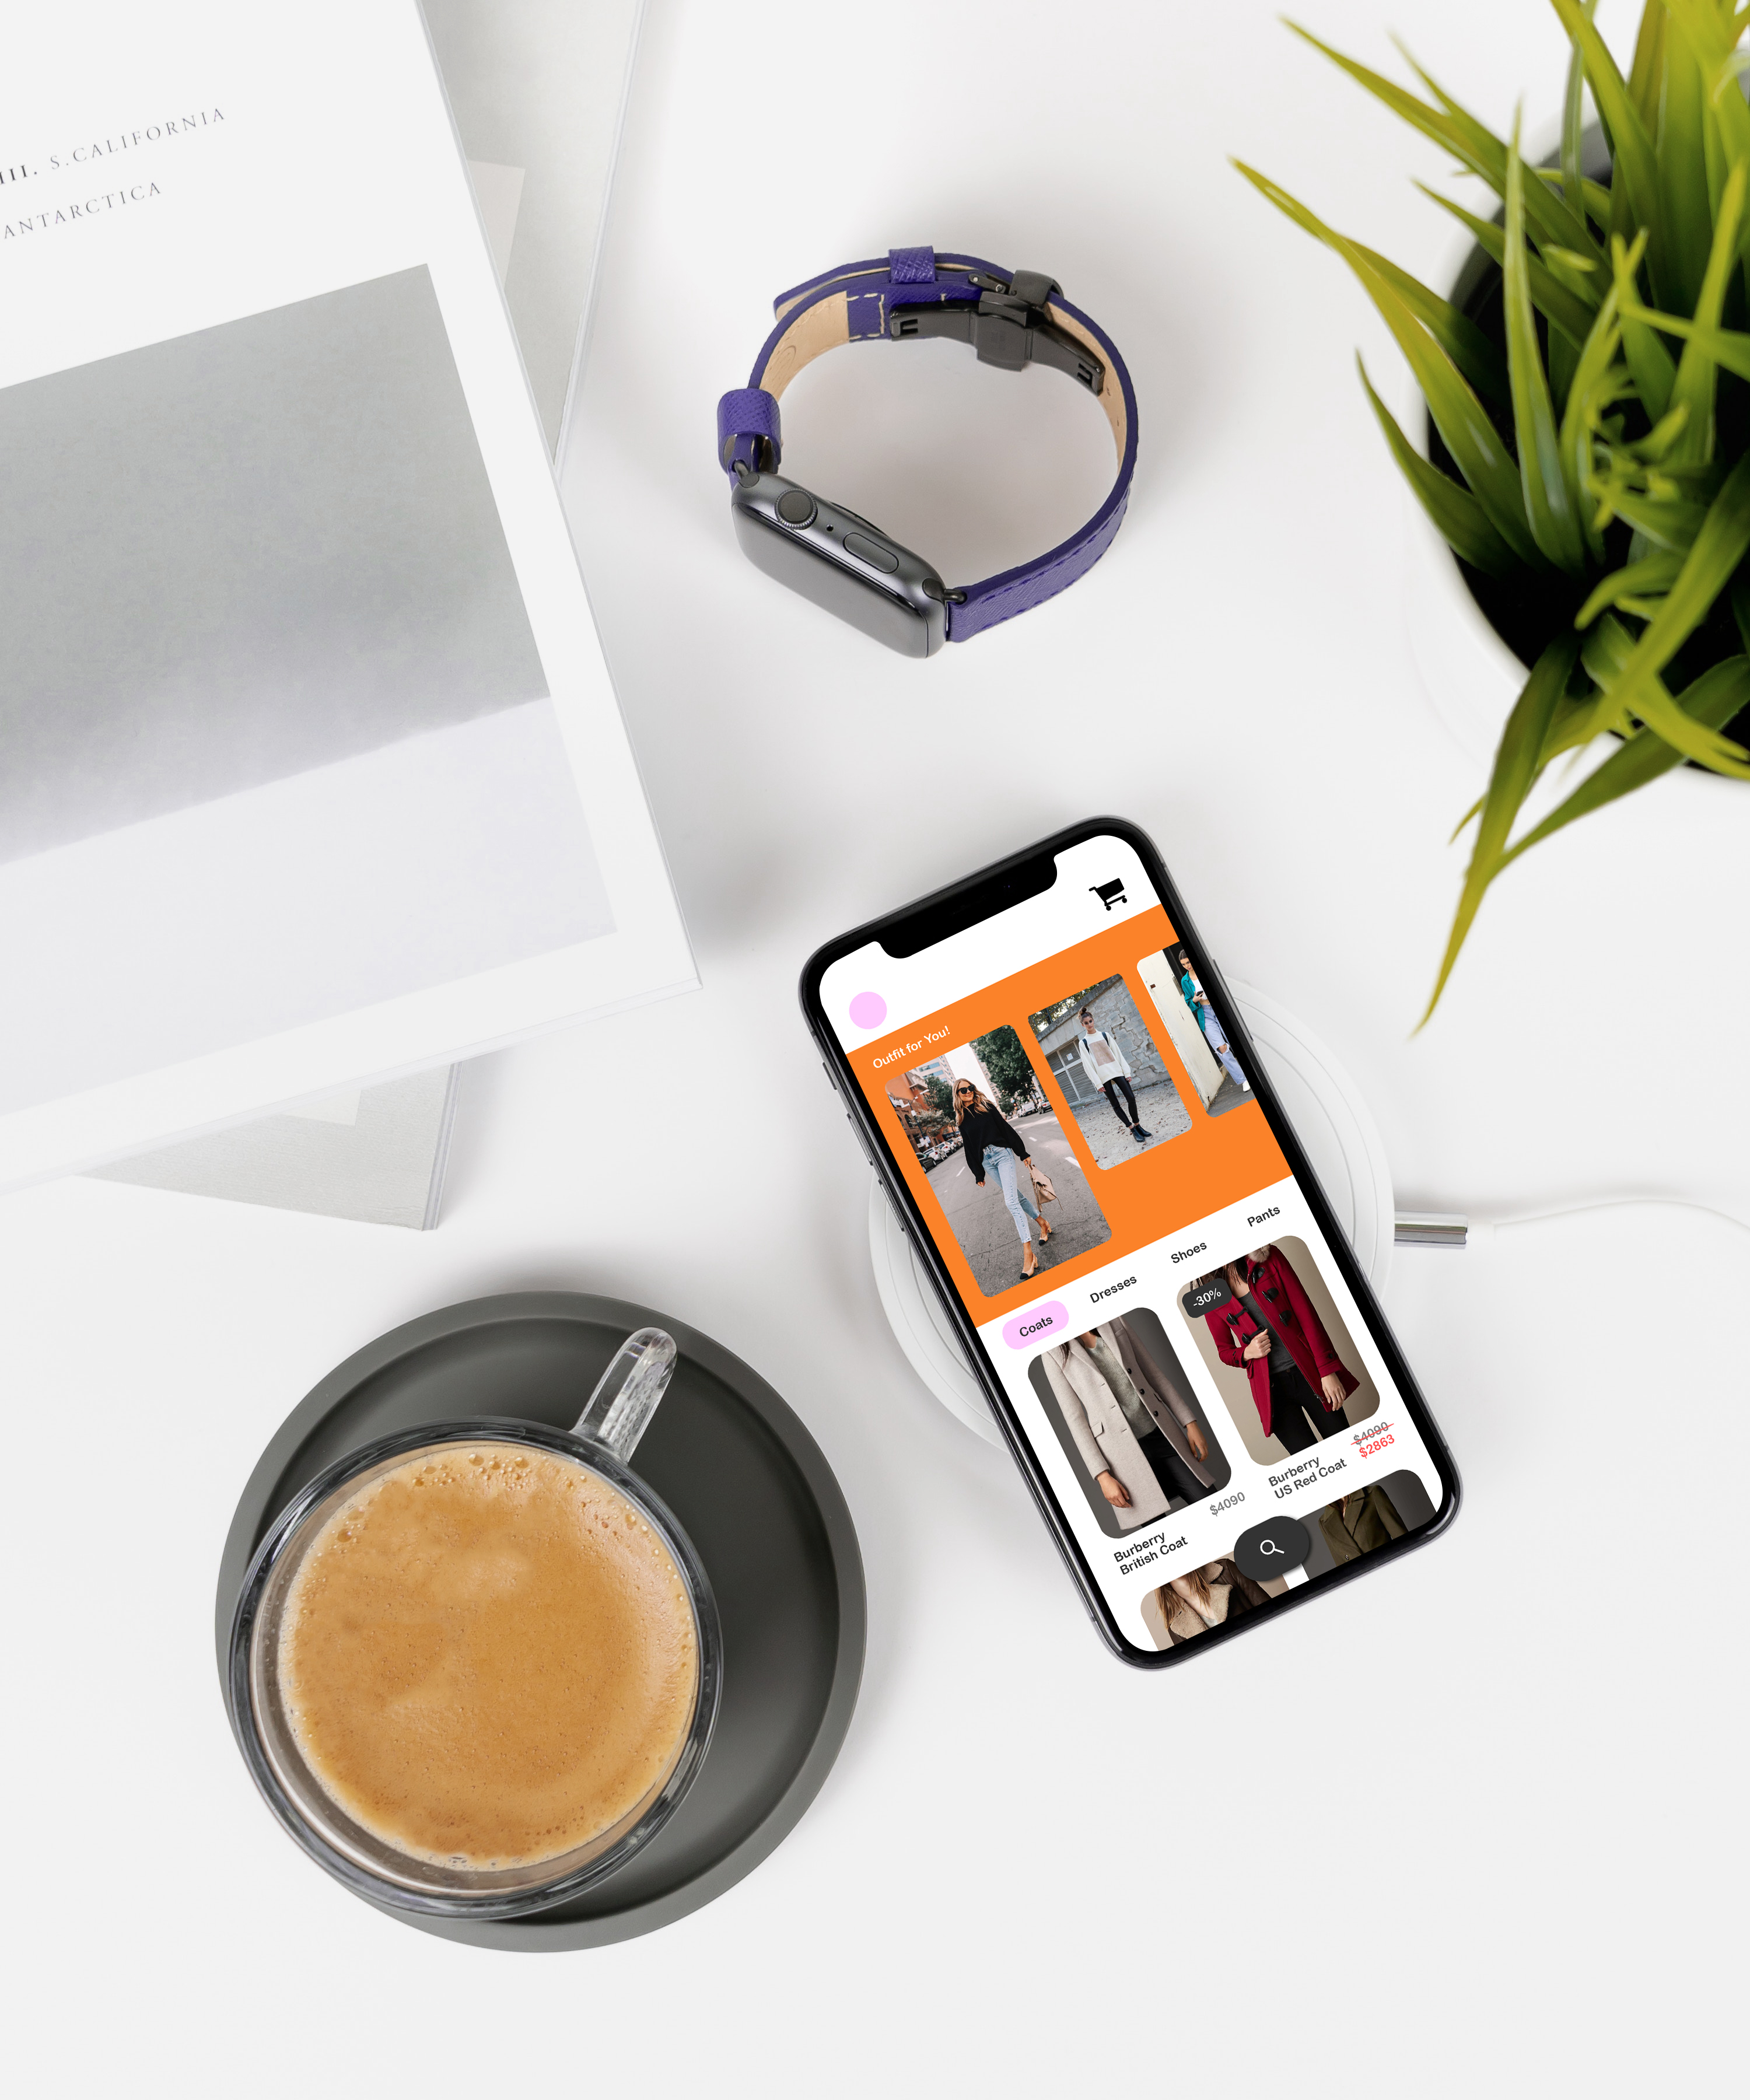 III. S.CALIFORNIA
ANTARCTICA
Outfit for You!
Coats
Dresses
Shoes
Pants
-30%
$4090
Burberry
British Coat
$4090
$2863
Burberry
US Red Coat